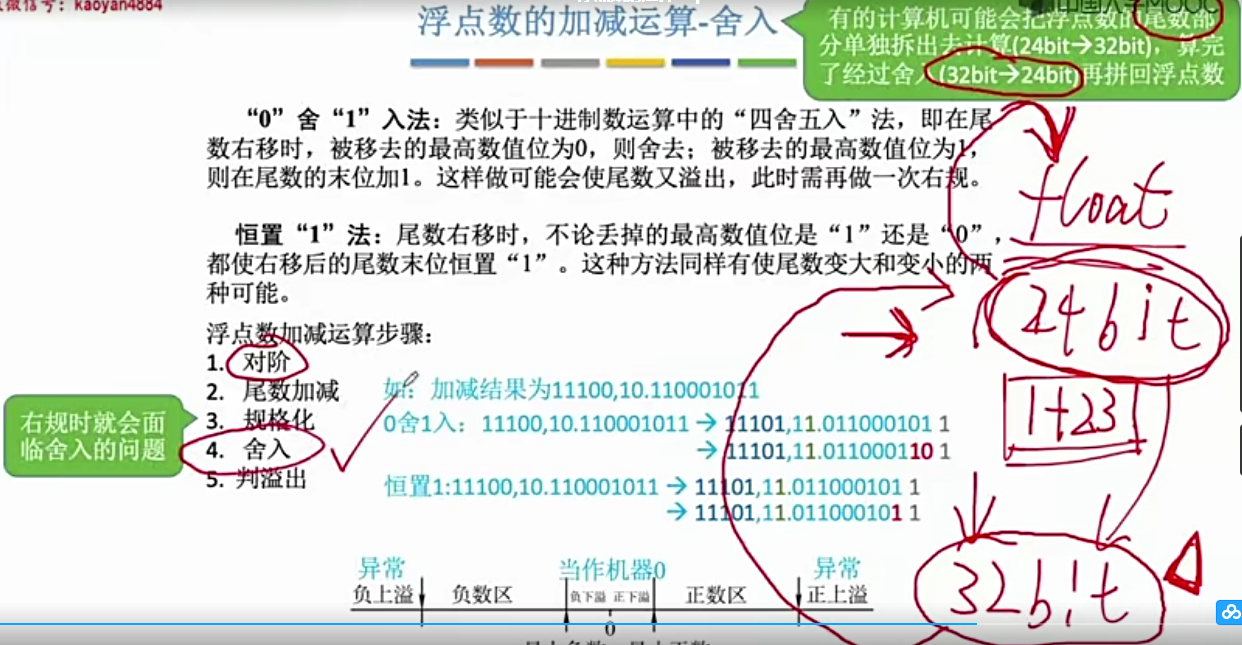 微信号: kaoyan4884
浮点数的加减运算-舍入
有的计算机可能会把浮点数的尾数部
分单独拆出去计算(24bit→32bit)，算完
了经过舍入(32bit→24bit)再拼回浮点数
中国大学MOOC
“0”舍“1”入法：类似于十进制数运算中的“四舍五入”法，即在尾
数右移时，被移去的最高数值位为0，则舍去；被移去的最高数值位为1，
则在尾数的末位加1。这样做可能会使尾数又溢出，此时需再做一次右规。
恒置“1”法：尾数右移时，不论丢掉的最高数值位是“1”还是“0”，
都使右移后的尾数末位恒置“1”。这种方法同样有使尾数变大和变小的两
种可能。
浮点数加减运算步骤：
1. 对阶
2. 尾数加减
3. 规格化
4. 舍入
5. 判溢出
右规时就会面
临舍入的问题
如：加减结果为11100,10.110001011
0舍1入：11100,10.110001011 → 11101,11.011000101 1
→ 11101,11.011000110 1
恒置1:11100,10.110001011 → 11101,11.011000101 1
→ 11101,11.011000101 1
float
24bit
1+23
32bit
异常
当作机器0
异常
负上溢
负数区
负下溢
正下溢
正数区
正上溢
0